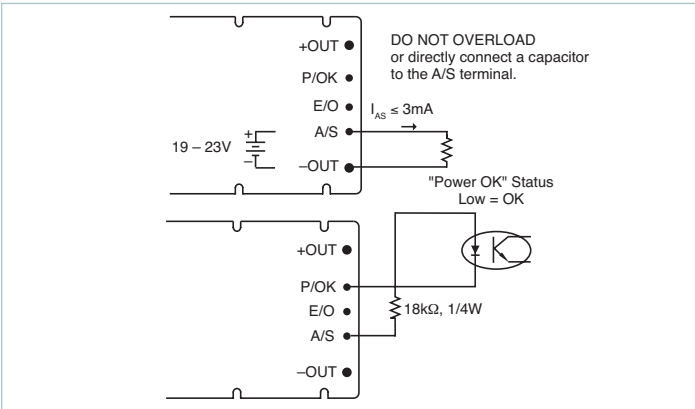 +OUT
DO NOT OVERLOAD
or directly connect a capacitor
to the A/S terminal.
P/OK
E/O
IAS ≤ 3mA
A/S
19 – 23V
+
–
–OUT
"Power OK" Status
Low = OK
+OUT
P/OK
E/O
18kΩ, 1/4W
A/S
–OUT